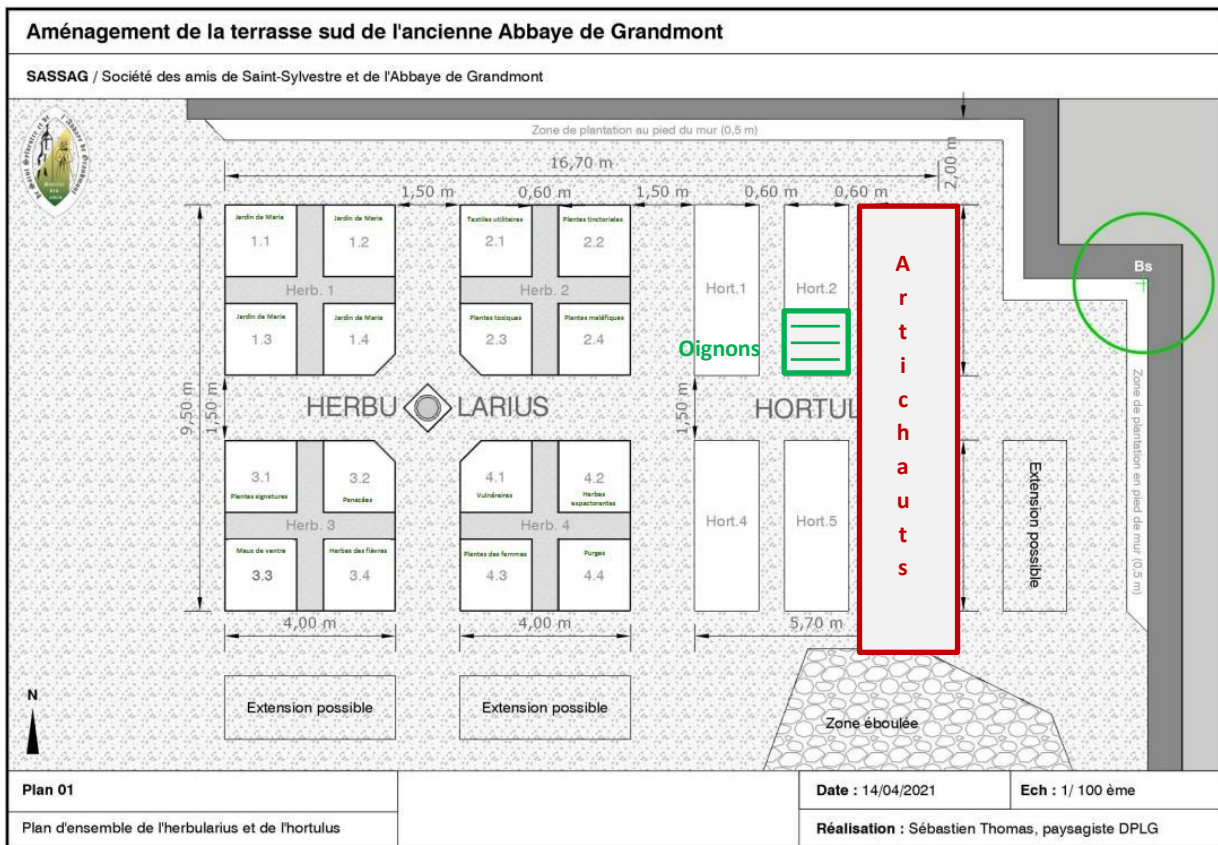 Aménagement de la terrasse sud de l'ancienne Abbaye de Grandmont
SASSAG / Société des amis de Saint-Sylvestre et de l'Abbaye de Grandmont
Zone de plantation au pied du mur (0,5 m)
16,70 m
2,00 m
1,50 m
0,60 m
1,50 m
0,60 m
0,60 m
Jardin de Marie
1.1
Jardin de Marie
1.2
Textiles utilitaires
2.1
Plantes tinctoriales
2.2
Herb. 1
Herb. 2
Hort.1
Hort.2
Artichauts
Bs
Jardin de Marie
1.3
Jardin de Marie
1.4
Plantes toxiques
2.3
Plantes maléfiques
2.4
Oignons
9,50 m
1,50 m
HERBU LARIUS
1,50 m
HORTUL
Zone de plantation en pied de mur (0,5 m)
3.1
Plantes signatures
3.2
Panacées
4.1
Vulnéraires
4.2
Herbes
expectorantes
Herb. 3
Herb. 4
Hort.4
Hort.5
Extension possible
Maux de ventre
3.3
Herbes des fièvres
3.4
Plantes des femmes
4.3
Purges
4.4
4,00 m
4,00 m
5,70 m
Extension possible
Extension possible
Zone éboulée
N
Plan 01
Date : 14/04/2021
Ech : 1/ 100 ème
Plan d'ensemble de l'herbularius et de l'hortulus
Réalisation : Sébastien Thomas, paysagiste DPLG